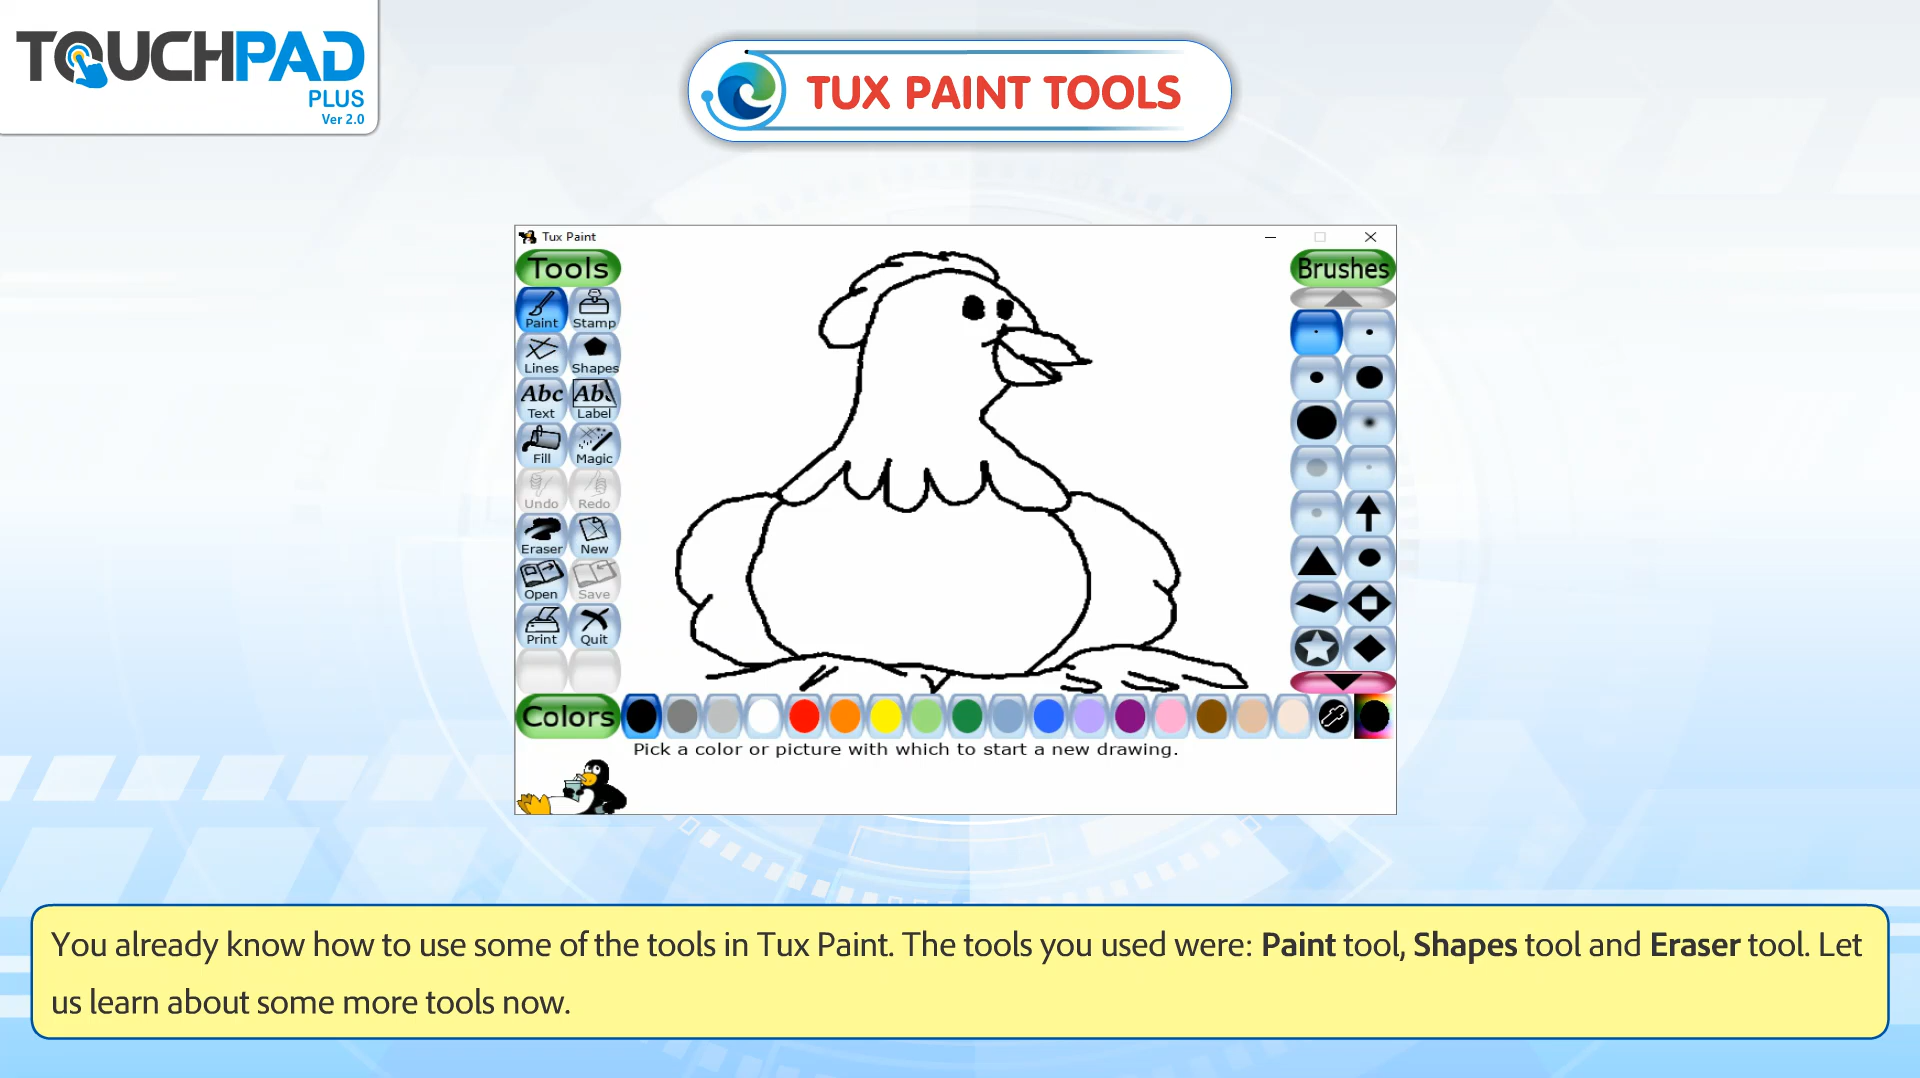 TOUCHPAD
PLUS
Ver 2.0
TUX PAINT TOOLS
Tux Paint
Tools
Brushes
Paint Stamp
Lines Shapes
Abc Abc
Text Label
Fill Magic
Undo Redo
Eraser New
Open Save
Print Quit
Colors
Pick a color or picture with which to start a new drawing.
You already know how to use some of the tools in Tux Paint. The tools you used were: Paint tool, Shapes tool and Eraser tool. Let
us learn about some more tools now.